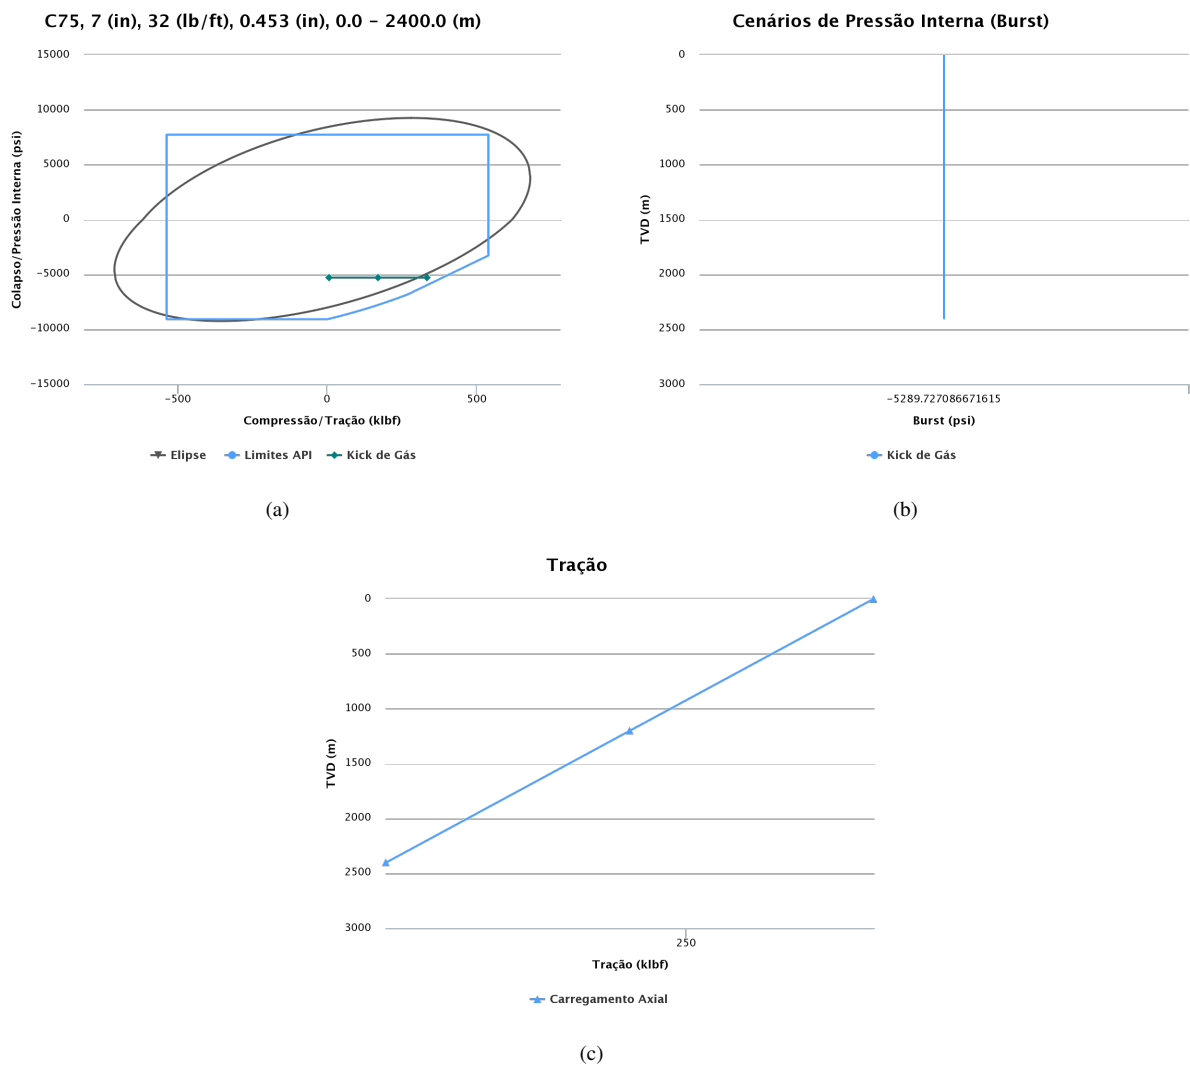 C75, 7 (in), 32 (lb/ft), 0.453 (in), 0.0 – 2400.0 (m)
15000
10000
5000
0
−5000
−10000
−15000
Colapso/Pressão Interna (psi)
−500
0
500
Compressão/Tração (klbf)
Elipse
Limites API
Kick de Gás
(a)
Cenários de Pressão Interna (Burst)
0
500
1000
1500
2000
2500
3000
TVD (m)
−5289.727086671615
Burst (psi)
Kick de Gás
(b)
Tração
0
500
1000
1500
2000
2500
3000
TVD (m)
250
Tração (klbf)
Carregamento Axial
(c)